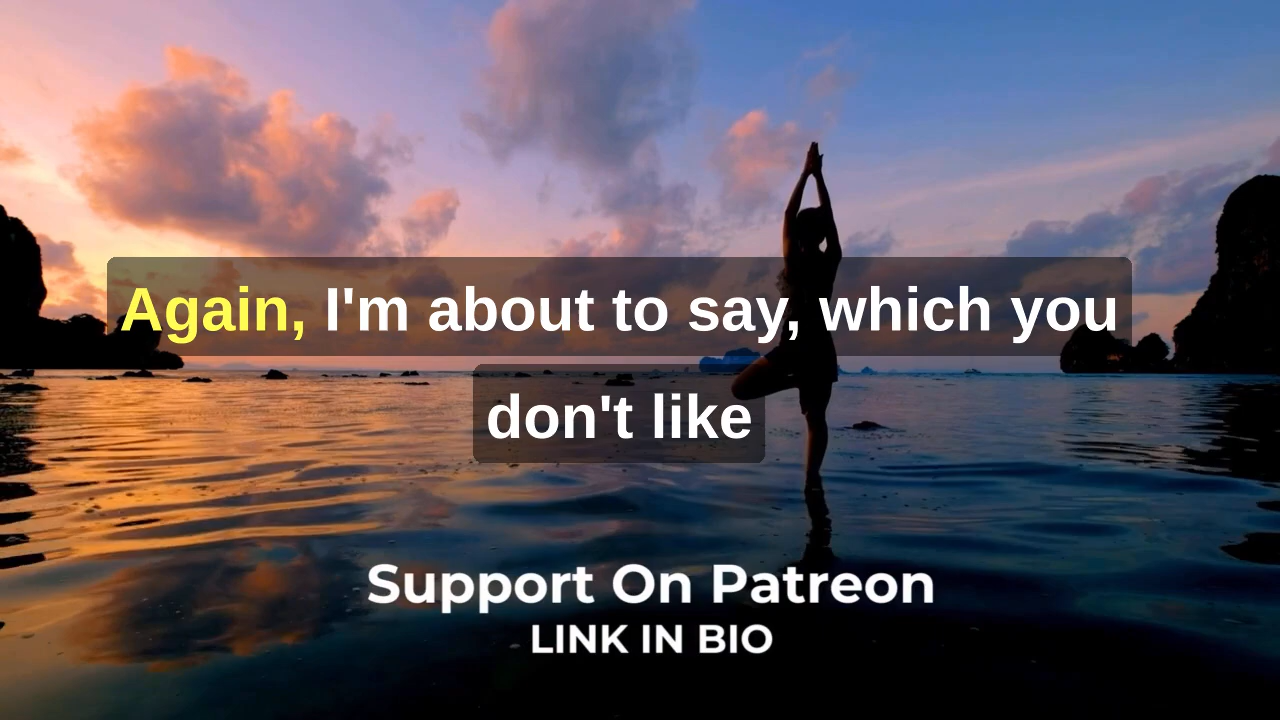 Again, I'm about to say, which you
don't like
Support On Patreon
LINK IN BIO